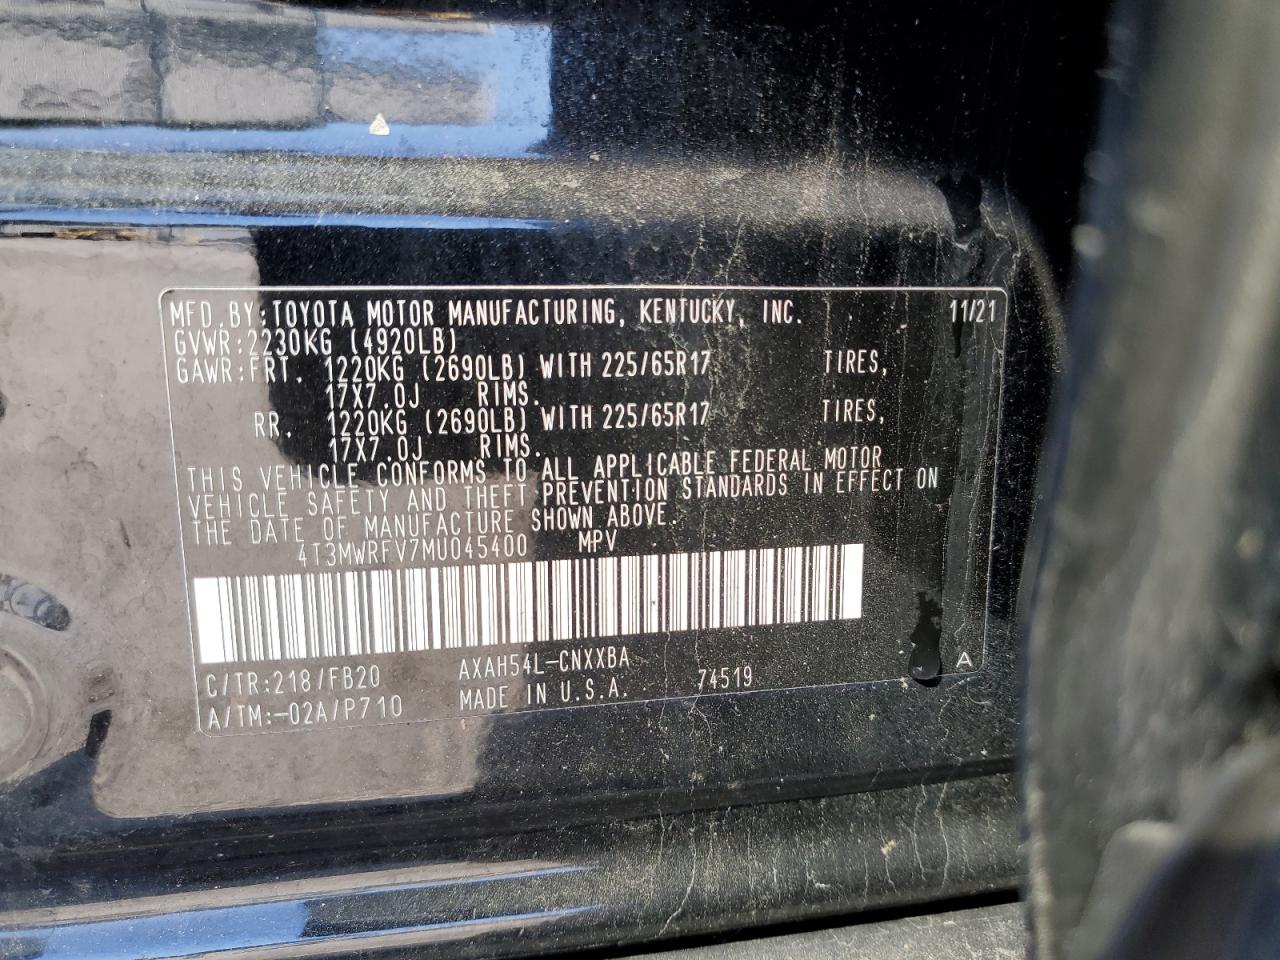 MFD.BY:TOYOTA MOTOR MANUFACTURING, KENTUCKY, INC. 11/21
GVWR:2230KG (4920LB)
GAWR:FRT. 1220KG (2690LB) WITH 225/65R17 TIRES,
17X7.0J RIMS.
RR. 1220KG (2690LB) WITH 225/65R17 TIRES,
17X7.0J RIMS.
THIS VEHICLE CONFORMS TO ALL APPLICABLE FEDERAL MOTOR
VEHICLE SAFETY AND THEFT PREVENTION STANDARDS IN EFFECT ON
THE DATE OF MANUFACTURE SHOWN ABOVE.
4T3MWRFV7MU045400 MPV
C/TR:218/FB20 AXAH54L-CNXXBA
A/TM:-02A/P710 MADE IN U.S.A. 74519 A